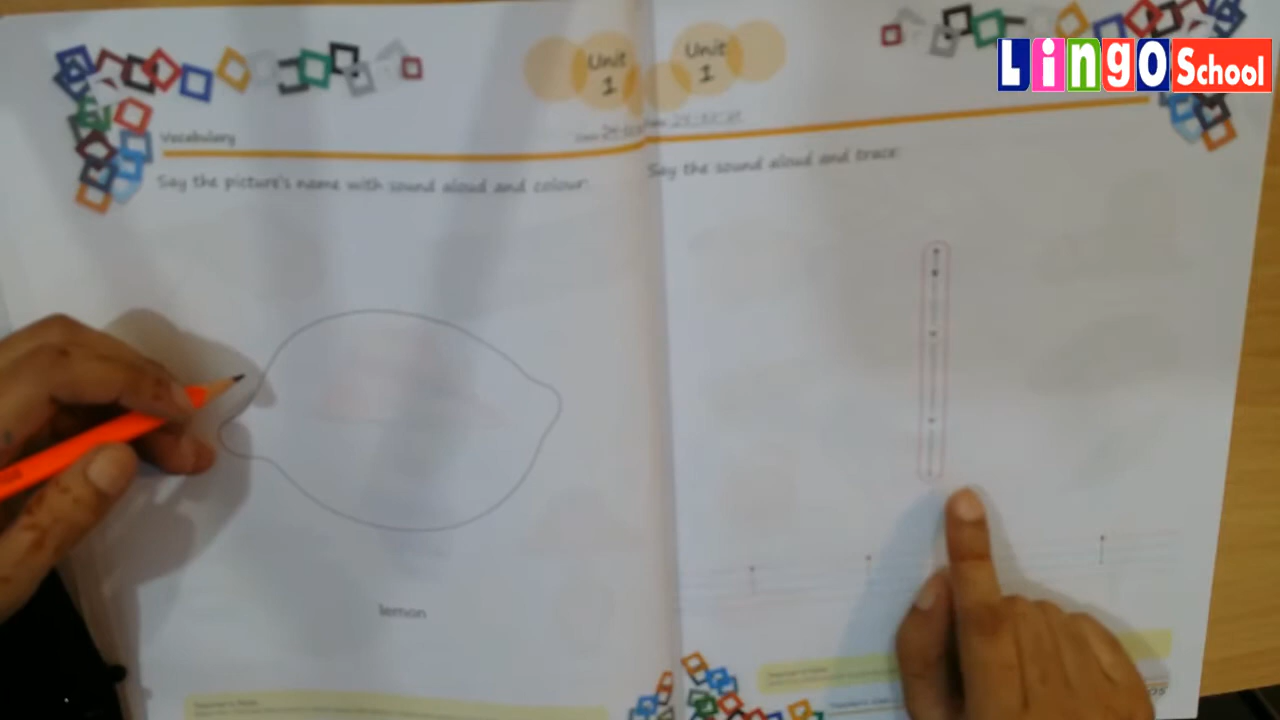 Lingo School
Unit
1
Vocabulary
Say the picture's name with sound aloud and colour:
lemon
Unit
1
Say the sound aloud and trace: